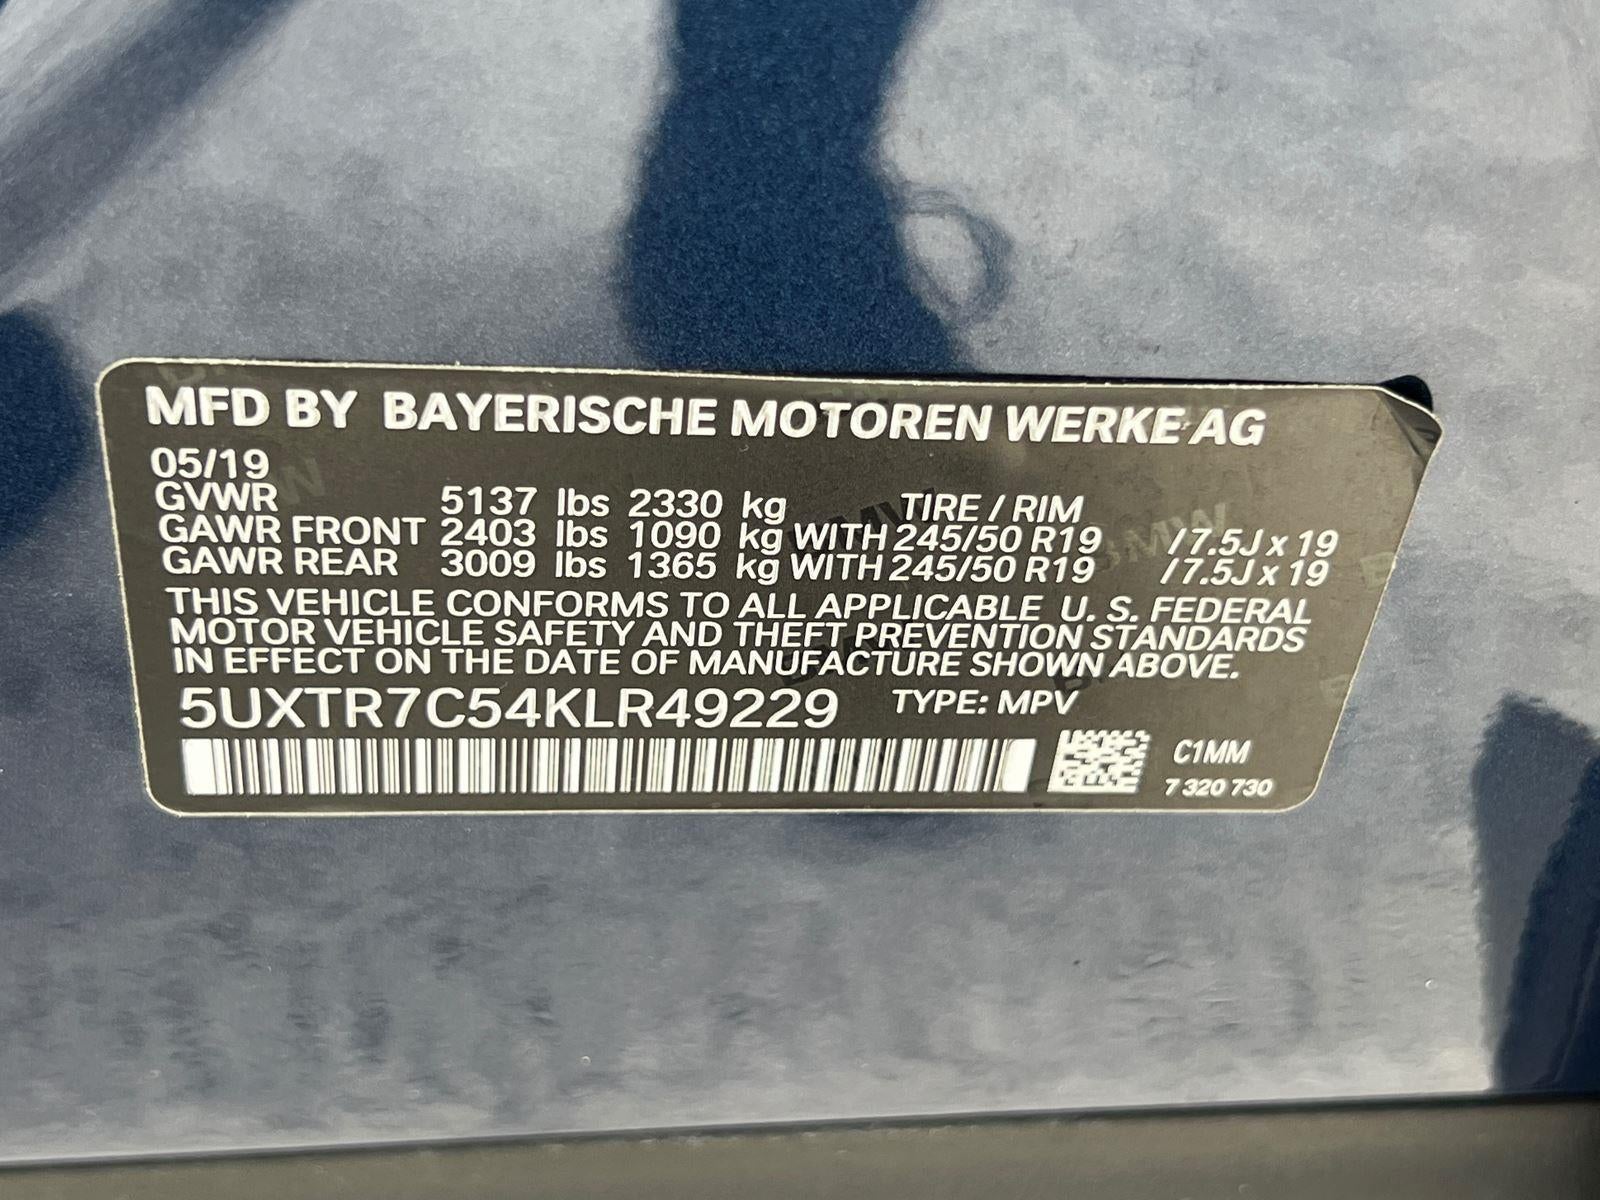 MFD BY BAYERISCHE MOTOREN WERKE AG
05/19
GVWR 5137 lbs 2330 kg TIRE / RIM
GAWR FRONT 2403 lbs 1090 kg WITH 245/50 R19 / 7.5J x 19
GAWR REAR 3009 lbs 1365 kg WITH 245/50 R19 / 7.5J x 19
THIS VEHICLE CONFORMS TO ALL APPLICABLE U. S. FEDERAL
MOTOR VEHICLE SAFETY AND THEFT PREVENTION STANDARDS
IN EFFECT ON THE DATE OF MANUFACTURE SHOWN ABOVE.
5UXTR7C54KLR49229 TYPE: MPV
C1MM
7 320 730